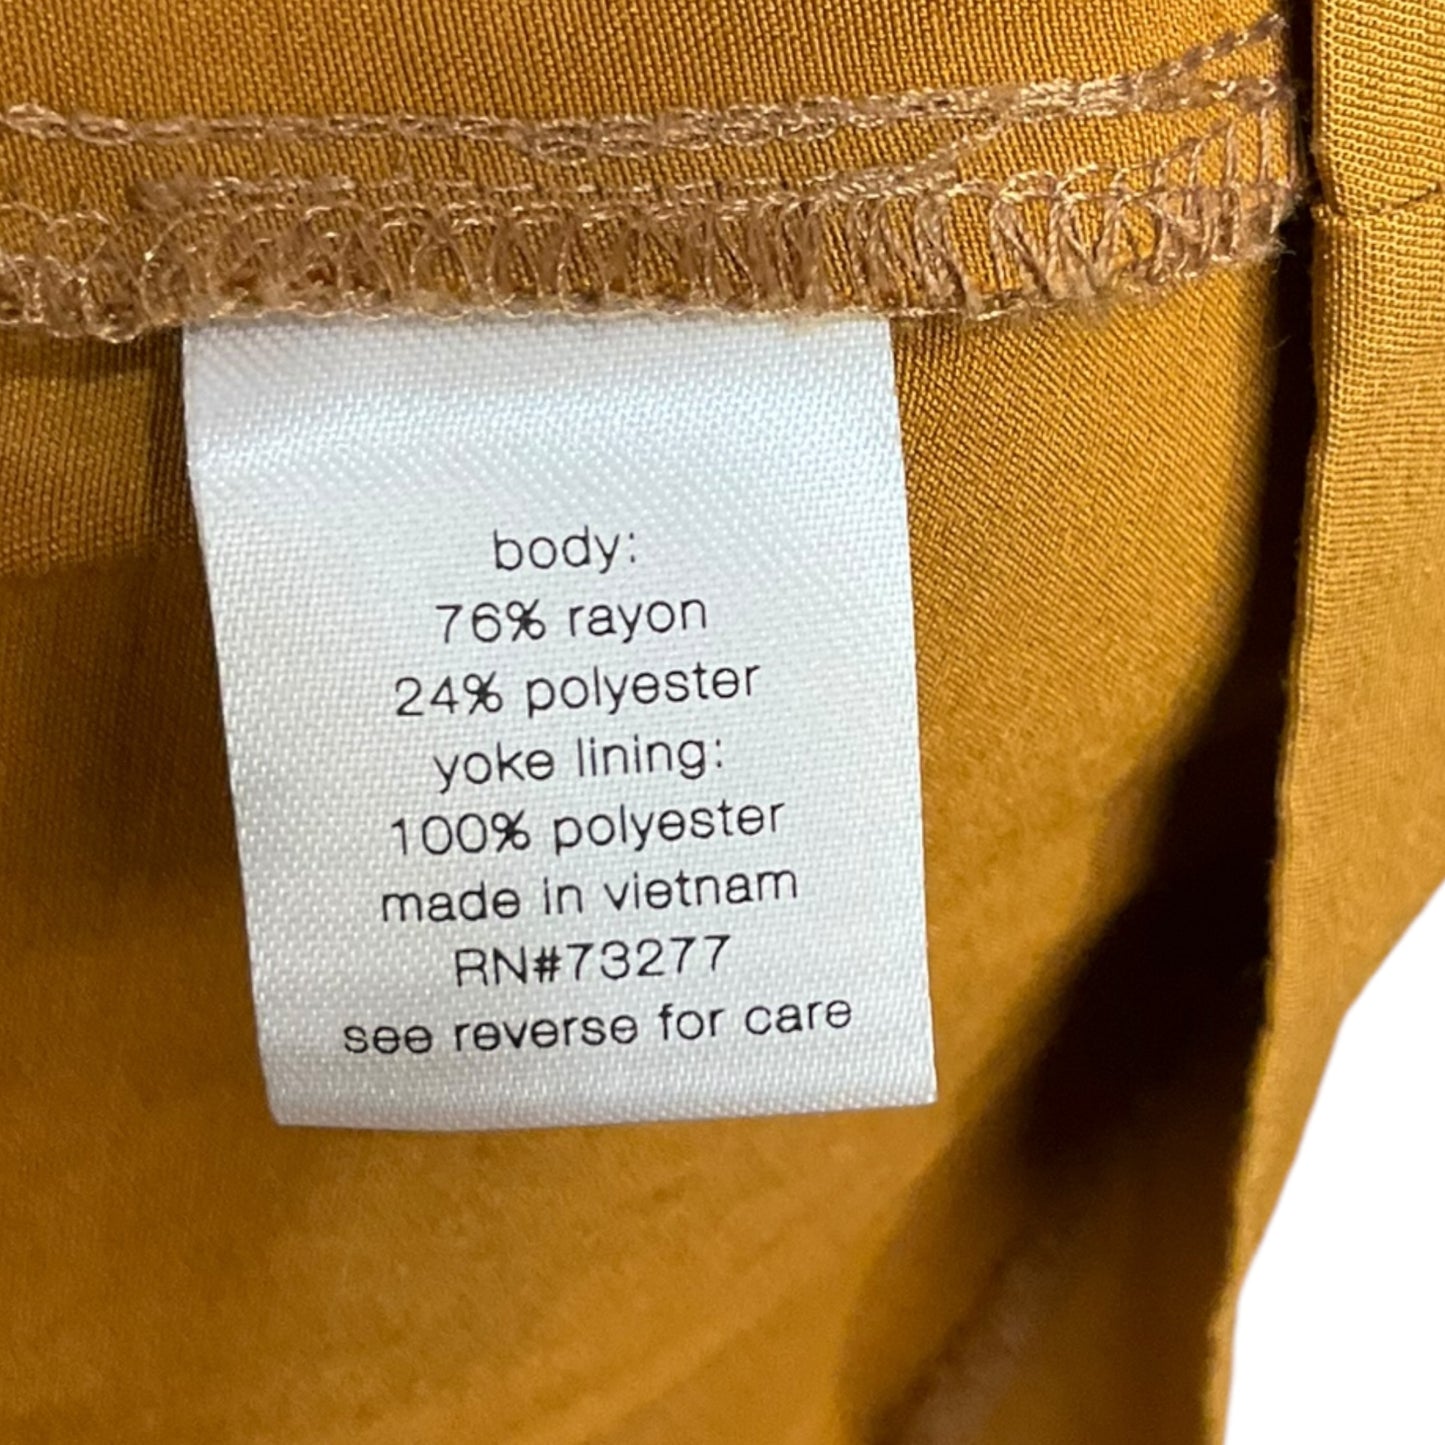 body:
76% rayon
24% polyester
yoke lining:
100% polyester
made in vietnam
RN#73277
see reverse for care